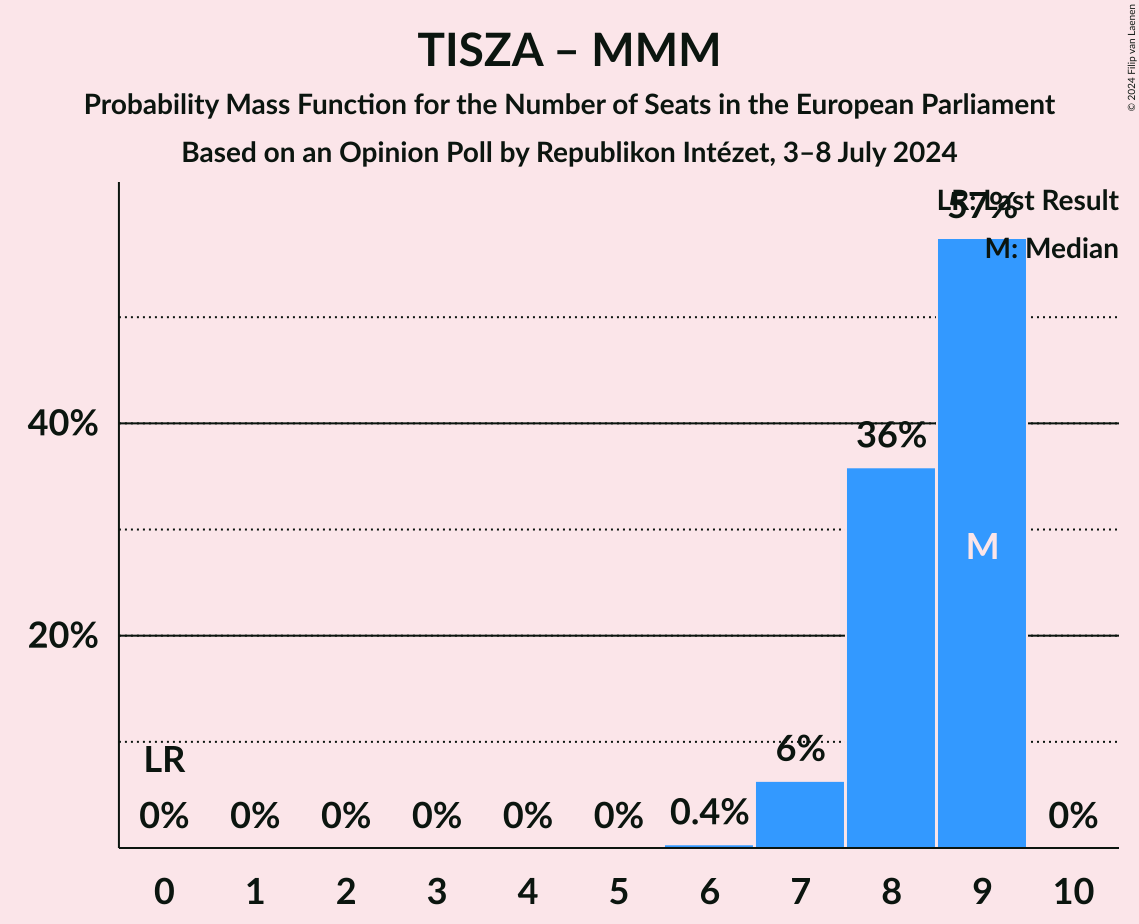 TISZA – MMM
Probability Mass Function for the Number of Seats in the European Parliament
Based on an Opinion Poll by Republikon Intézet, 3–8 July 2024
© 2024 Filip van Laenen
LR: Last Result
M: Median
57%
40%
36%
M
20%
6%
LR
0% 0% 0% 0% 0% 0% 0.4% 0%
0 1 2 3 4 5 6 7 8 9 10